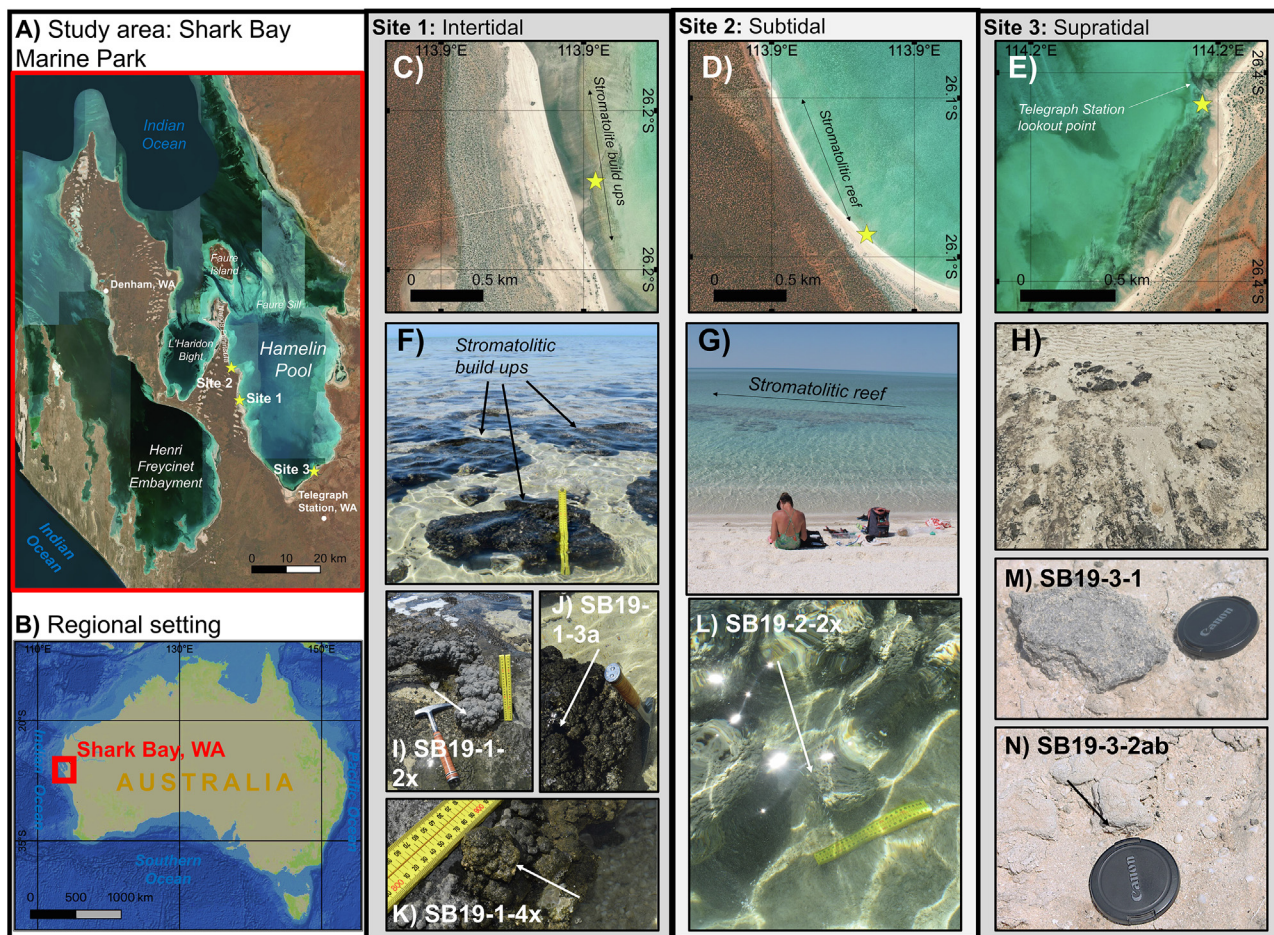 A) Study area: Shark Bay
Marine Park
Indian
Ocean
Denham, WA
Faure
Island
Faure Sill
L'Haridon
Bight
Hamelin
Pool
Site 2
Site 1
Henri
Freycinet
Embayment
Site 3
Telegraph
Station, WA
Indian
Ocean
0 10 20 km
B) Regional setting
110°E 130°E 150°E
20°S
Shark Bay, WA
AUSTRALIA
Indian Ocean
35°S
Southern
Ocean
0 500 1000 km
Site 1: Intertidal
113.9°E 113.9°E
C)
Stromatolite build ups
26.2°S
26.2°S
0 0.5 km
F)
Stromatolitic
build ups
I) SB19-1-
2x
J) SB19-
1-3a
K) SB19-1-4x
Site 2: Subtidal
113.9°E 113.9°E
D)
Stromatolitic reef
26.1°S
26.1°S
0 0.5 km
G)
Stromatolitic reef
L) SB19-2-2x
Site 3: Supratidal
114.2°E 114.2°E
E)
Telegraph Station
lookout point
26.4°S
26.4°S
0 0.5 km
H)
M) SB19-3-1
Canon
N) SB19-3-2ab
Canon